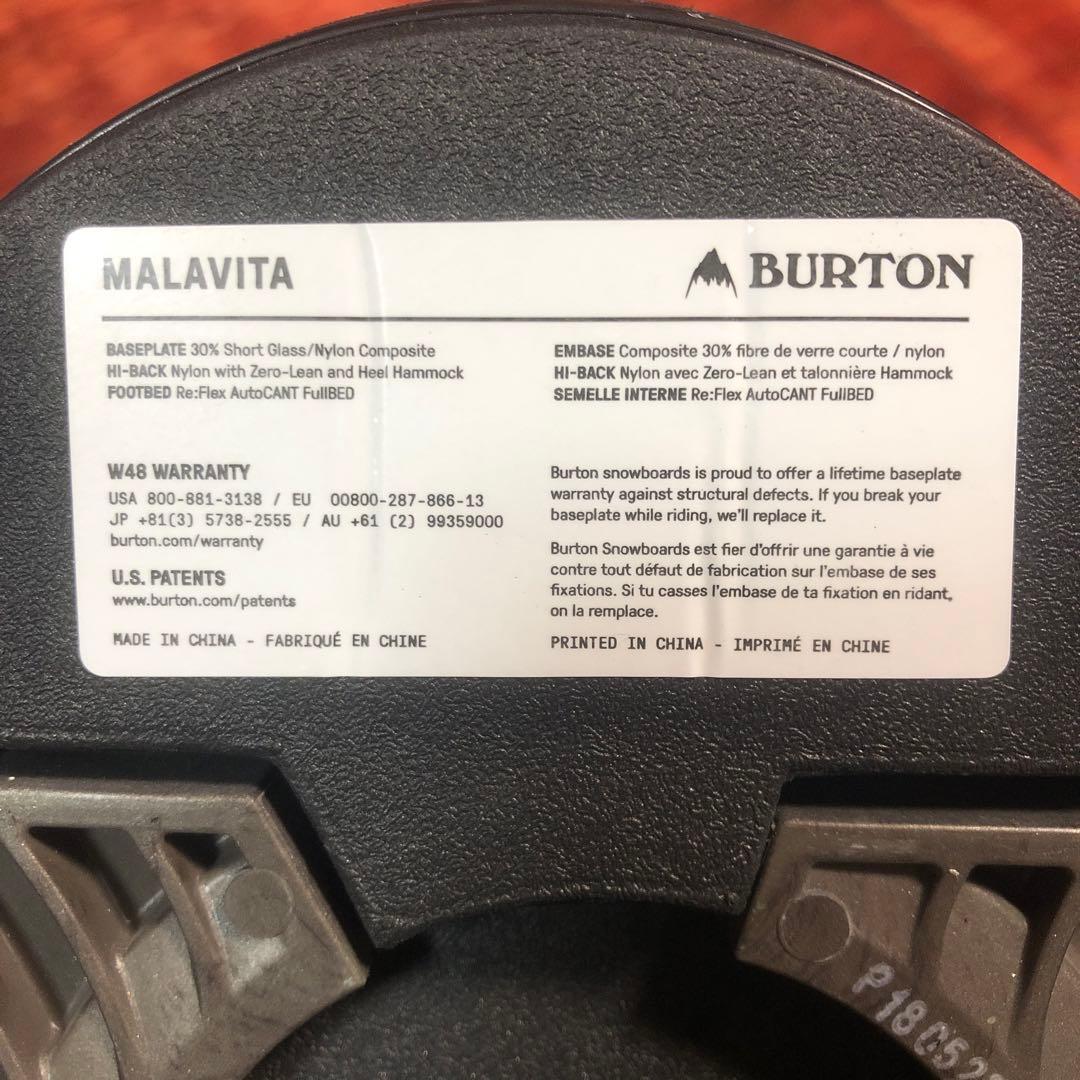 MALAVITA
BURTON
BASEPLATE 30% Short Glass/Nylon Composite
HI-BACK Nylon with Zero-Lean and Heel Hammock
FOOTBED Re:Flex AutoCANT FullBED
EMBASE Composite 30% fibre de verre courte / nylon
HI-BACK Nylon avec Zero-Lean et talonnière Hammock
SEMELLE INTERNE Re:Flex AutoCANT FullBED
W48 WARRANTY
USA 800-881-3138 / EU 00800-287-866-13
JP +81(3) 5738-2555 / AU +61 (2) 99359000
burton.com/warranty
U.S. PATENTS
www.burton.com/patents
MADE IN CHINA - FABRIQUÉ EN CHINE
Burton snowboards is proud to offer a lifetime baseplate
warranty against structural defects. If you break your
baseplate while riding, we'll replace it.
Burton Snowboards est fier d'offrir une garantie à vie
contre tout défaut de fabrication sur l'embase de ses
fixations. Si tu casses l'embase de ta fixation en ridant,
on la remplace.
PRINTED IN CHINA - IMPRIMÉ EN CHINE